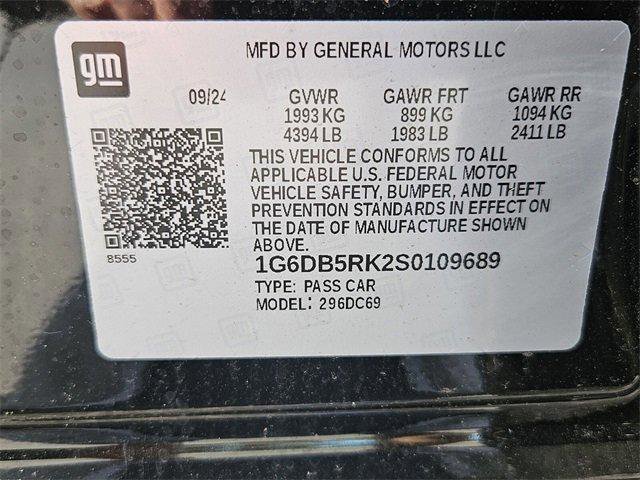 gm
MFD BY GENERAL MOTORS LLC
09/24 GVWR GAWR FRT GAWR RR
1993 KG 899 KG 1094 KG
4394 LB 1983 LB 2411 LB
THIS VEHICLE CONFORMS TO ALL
APPLICABLE U.S. FEDERAL MOTOR
VEHICLE SAFETY, BUMPER, AND THEFT
PREVENTION STANDARDS IN EFFECT ON
THE DATE OF MANUFACTURE SHOWN
ABOVE.
8555
1G6DB5RK2S0109689
TYPE: PASS CAR
MODEL: 296DC69